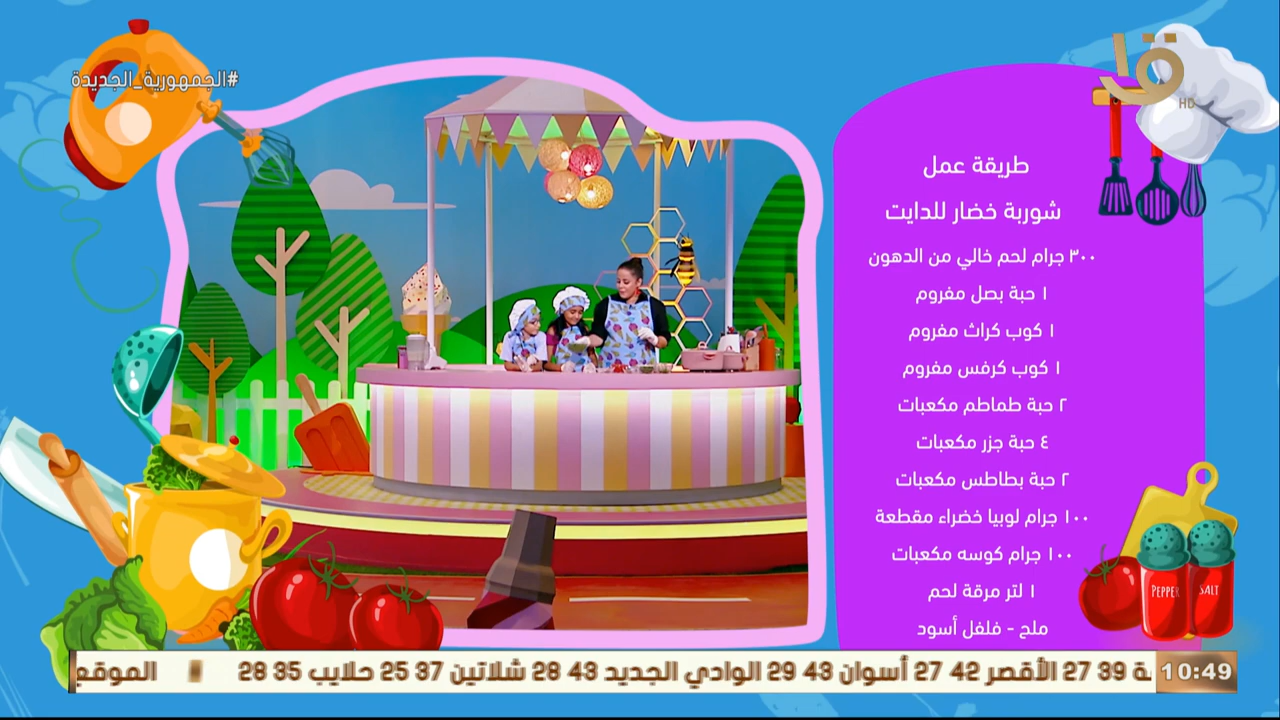 #الجمهورية_الجديدة
HD
طريقة عمل
شوربة خضار للدايت
٣٠٠ جرام لحم خالي من الدهون
١ حبة بصل مفروم
١ كوب كراث مفروم
١ كوب كرفس مفروم
٢ حبة طماطم مكعبات
٤ حبة جزر مكعبات
٢ حبة بطاطس مكعبات
١٠٠ جرام لوبيا خضراء مقطعة
١٠٠ جرام كوسه مكعبات
١ لتر مرقة لحم
ملح - فلفل أسود
PEPPER
SALT
10:49
39 27 الأقصر 42 27 أسوان 43 29 الوادي الجديد 43 28 شلاتين 37 25 حلايب 35 28